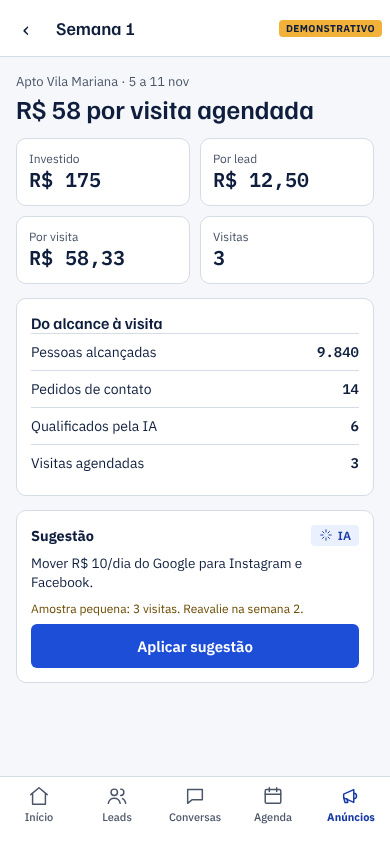 Semana 1
DEMONSTRATIVO
Apto Vila Mariana · 5 a 11 nov
R$ 58 por visita agendada
Investido
R$ 175
Por lead
R$ 12,50
Por visita
R$ 58,33
Visitas
3
Do alcance à visita
Pessoas alcançadas 9.840
Pedidos de contato 14
Qualificados pela IA 6
Visitas agendadas 3
Sugestão
IA
Mover R$ 10/dia do Google para Instagram e
Facebook.
Amostra pequena: 3 visitas. Reavalie na semana 2.
Aplicar sugestão
Início
Leads
Conversas
Agenda
Anúncios